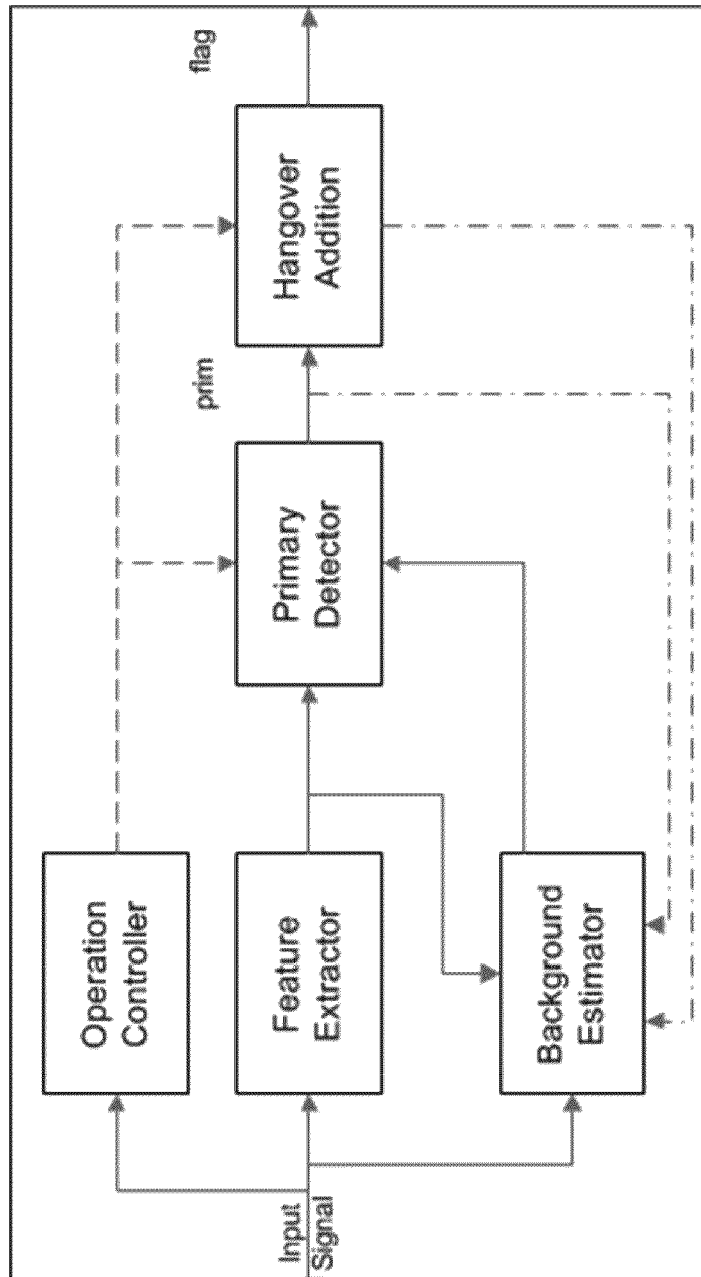 Input
Signal
Operation
Controller
Feature
Extractor
Background
Estimator
Primary
Detector
prim
Hangover
Addition
flag